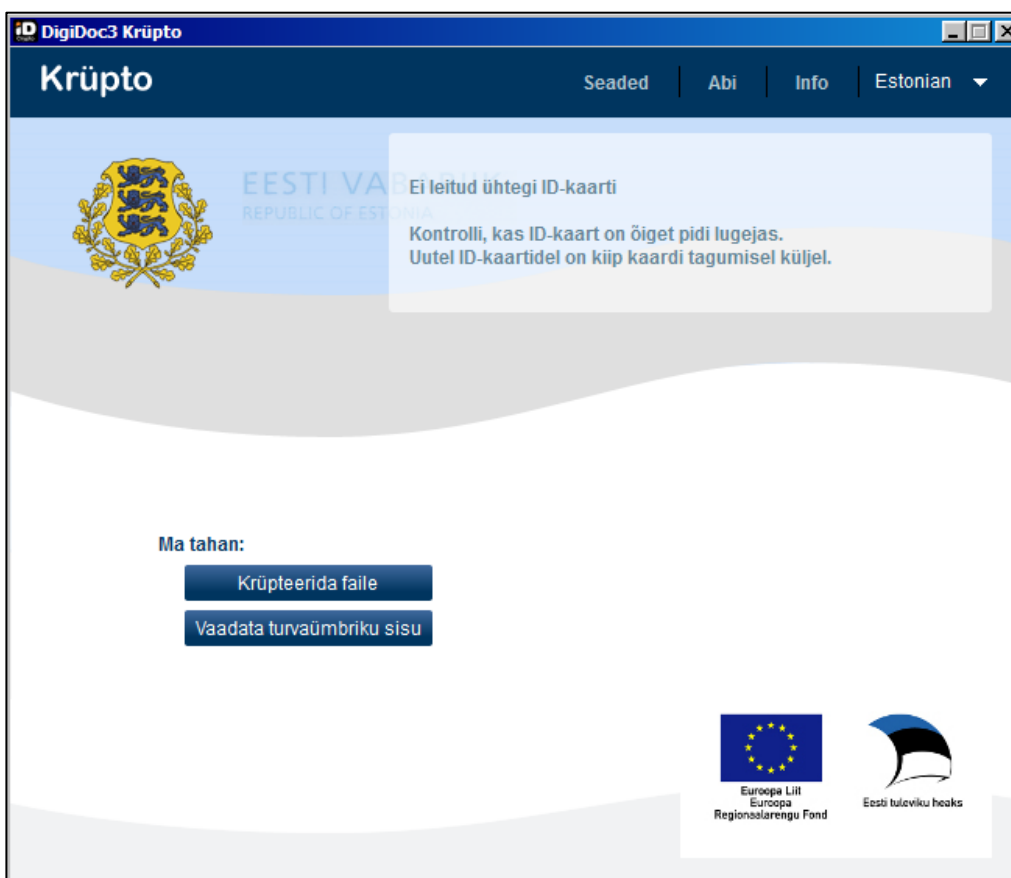 DigiDoc3 Krüpto
Krüpto
Seaded
Abi
Info
Estonian
EESTI VABARIIK
REPUBLIC OF ESTONIA
Ei leitud ühtegi ID-kaarti
Kontrolli, kas ID-kaart on õiget pidi lugejas.
Uutel ID-kaartidel on kiip kaardi tagumisel küljel.
Ma tahan:
Krüpteerida faile
Vaadata turvaümbriku sisu
Euroopa Liit
Euroopa
Regionaalarengu Fond
Eesti tuleviku heaks